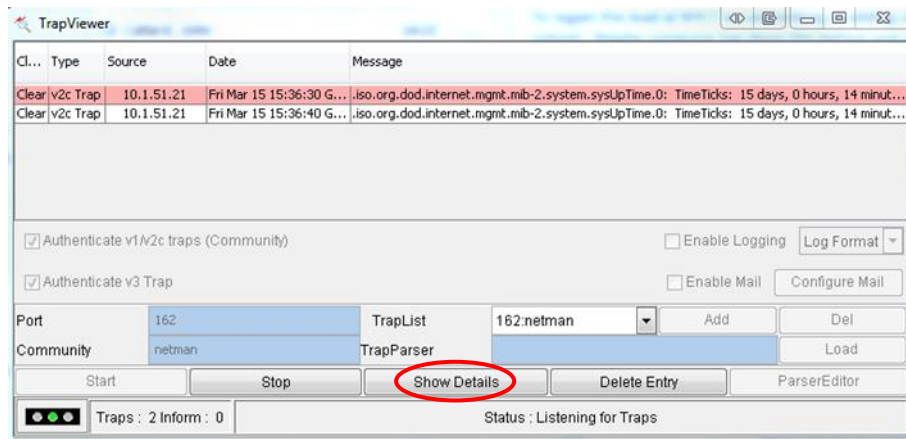 TrapViewer
Cl... Type Source Date Message
Clear v2c Trap 10.1.51.21 Fri Mar 15 15:36:30 G... .iso.org.dod.internet.mgmt.mib-2.system.sysUpTime.0: TimeTicks: 15 days, 0 hours, 14 minut...
Clear v2c Trap 10.1.51.21 Fri Mar 15 15:36:40 G... .iso.org.dod.internet.mgmt.mib-2.system.sysUpTime.0: TimeTicks: 15 days, 0 hours, 14 minut...
Authenticate v1/v2c traps (Community) Enable Logging Log Format
Authenticate v3 Trap Enable Mail Configure Mail
Port 162 TrapList 162:netman Add Del
Community netman TrapParser Load
Start Stop Show Details Delete Entry ParserEditor
Traps : 2 Inform : 0 Status : Listening for Traps